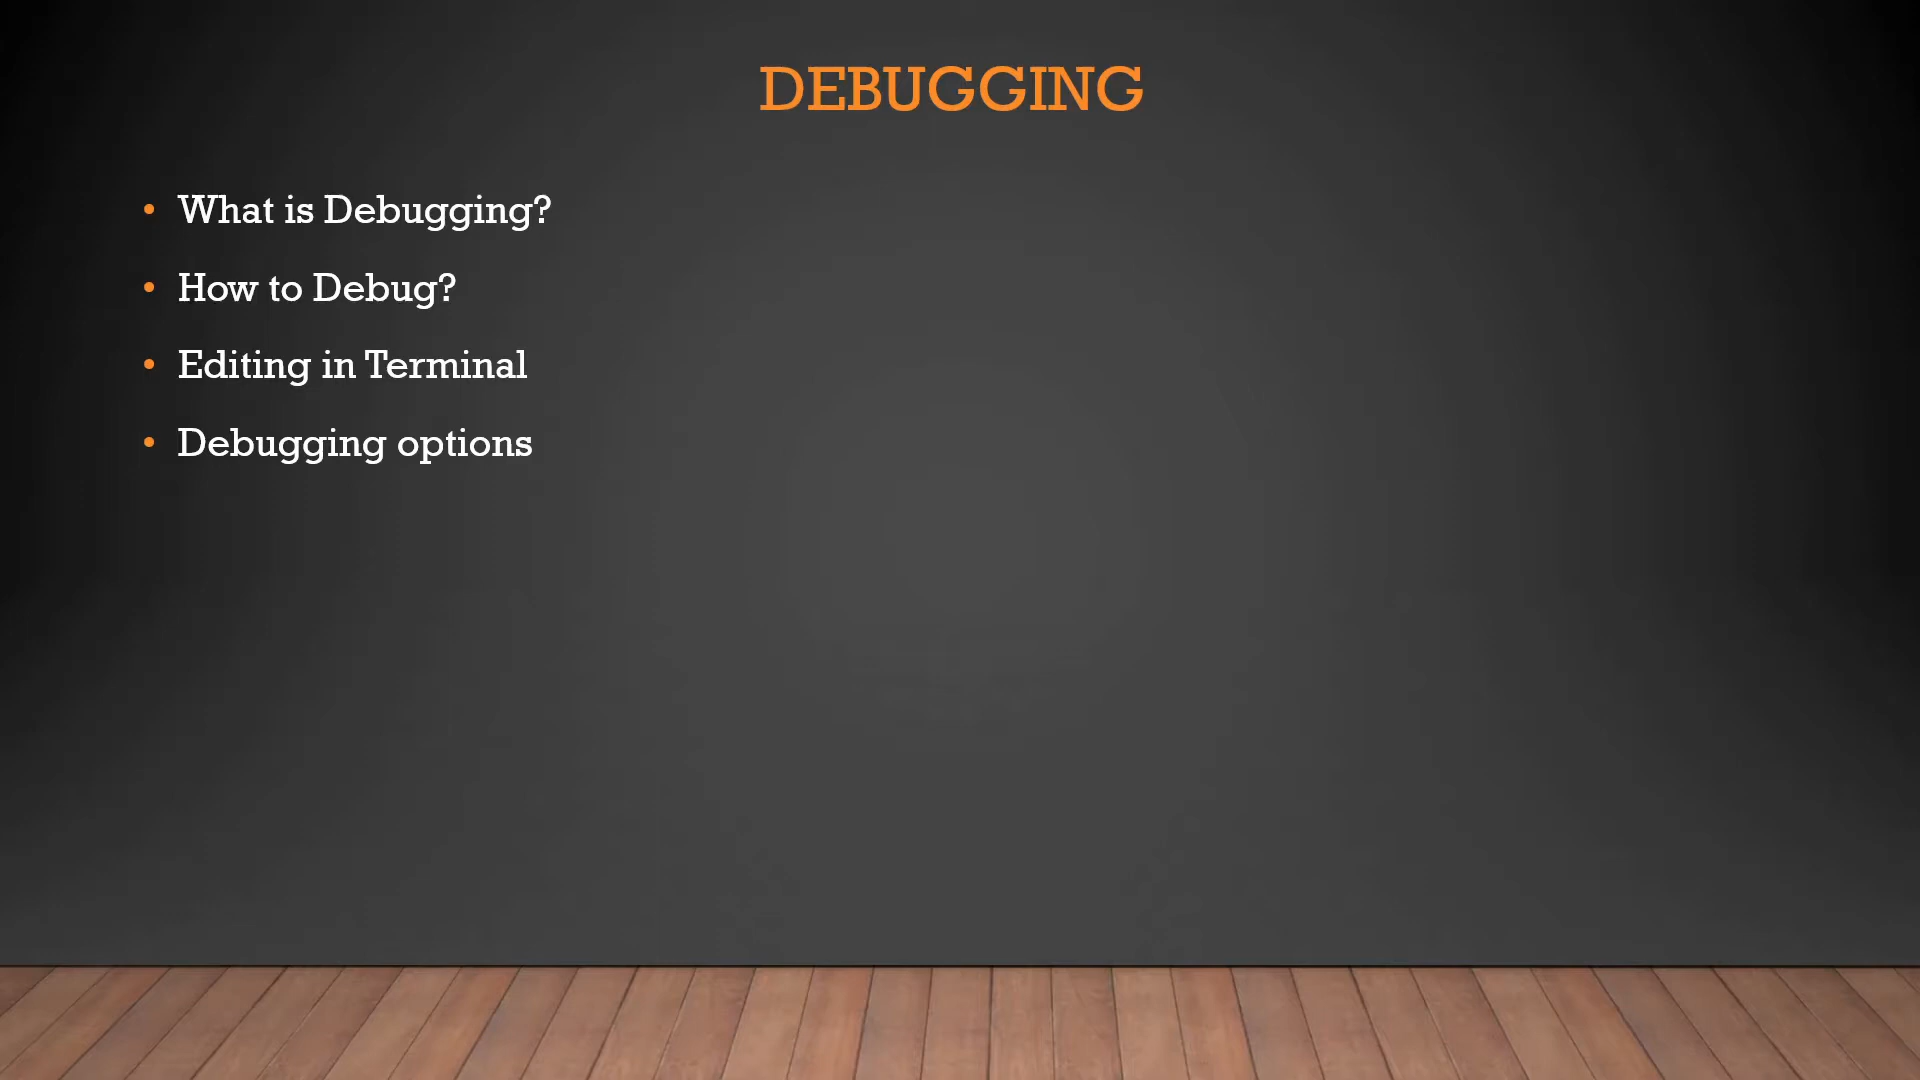 DEBUGGING
• What is Debugging?
• How to Debug?
• Editing in Terminal
• Debugging options